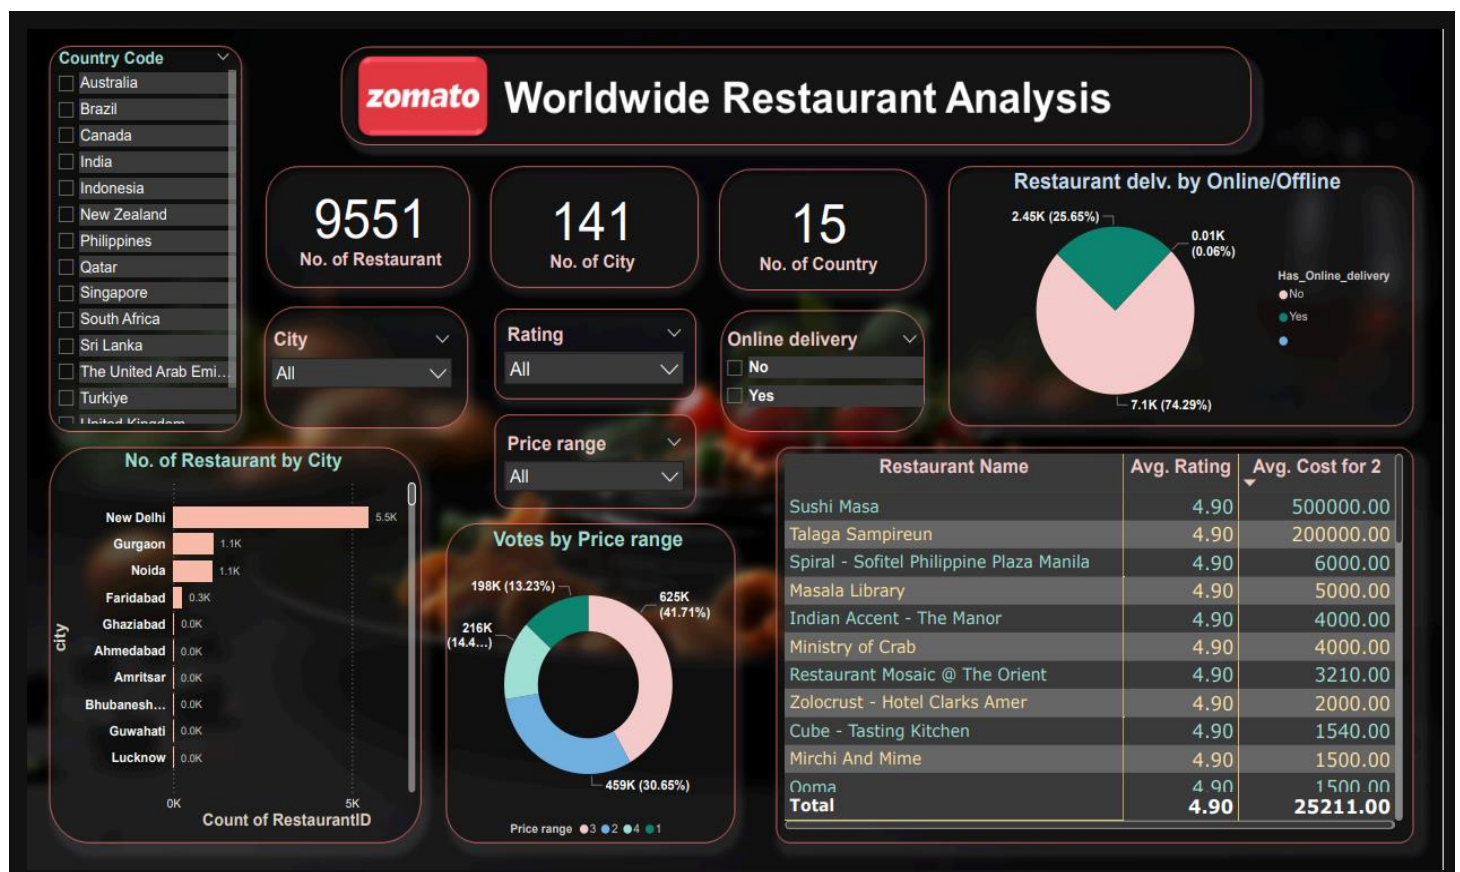 zomato Worldwide Restaurant Analysis
Country Code
Australia
Brazil
Canada
India
Indonesia
New Zealand
Philippines
Qatar
Singapore
South Africa
Sri Lanka
The United Arab Emi...
Turkiye
United Kingdom
9551
No. of Restaurant
141
No. of City
15
No. of Country
Restaurant delv. by Online/Offline
2.45K (25.65%)
0.01K
(0.06%)
7.1K (74.29%)
Has_Online_delivery
No
Yes
City
All
Rating
All
Online delivery
No
Yes
Price range
All
No. of Restaurant by City
New Delhi 5.5K
Gurgaon 1.1K
Noida 1.1K
Faridabad 0.3K
Ghaziabad 0.0K
Ahmedabad 0.0K
Amritsar 0.0K
Bhubanesh... 0.0K
Guwahati 0.0K
Lucknow 0.0K
city
0K 5K
Count of RestaurantID
Votes by Price range
198K (13.23%)
625K
(41.71%)
216K
(14.4...)
459K (30.65%)
Price range 3 2 4 1
Restaurant Name Avg. Rating Avg. Cost for 2
Sushi Masa 4.90 500000.00
Talaga Sampireun 4.90 200000.00
Spiral - Sofitel Philippine Plaza Manila 4.90 6000.00
Masala Library 4.90 5000.00
Indian Accent - The Manor 4.90 4000.00
Ministry of Crab 4.90 4000.00
Restaurant Mosaic @ The Orient 4.90 3210.00
Zolocrust - Hotel Clarks Amer 4.90 2000.00
Cube - Tasting Kitchen 4.90 1540.00
Mirchi And Mime 4.90 1500.00
Ooma 4.90 1500.00
Total 4.90 25211.00